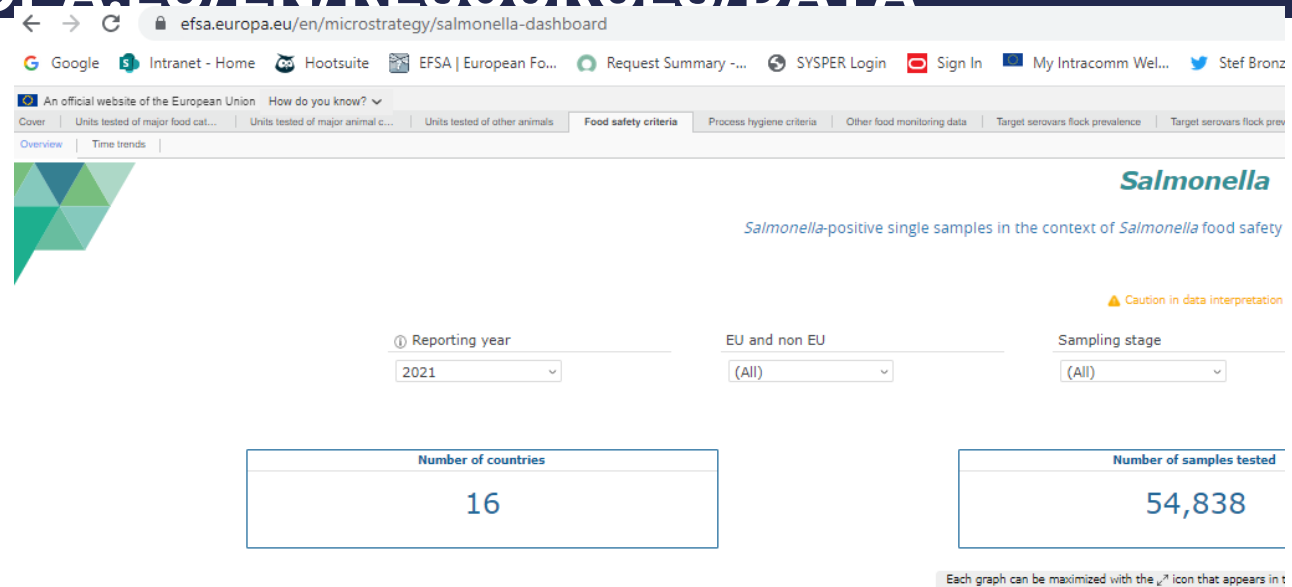 FA.EU/EN/RESOURCES/DATA
efsa.europa.eu/en/microstrategy/salmonella-dashboard
Google Intranet - Home Hootsuite EFSA | European Fo... Request Summary -... SYSPER Login Sign In My Intracomm Wel... Stef Bronz
An official website of the European Union How do you know?
Cover Units tested of major food cat... Units tested of major animal c... Units tested of other animals Food safety criteria Process hygiene criteria Other food monitoring data Target serovars flock prevalence Target serovars flock prev
Overview Time trends
Salmonella
Salmonella-positive single samples in the context of Salmonella food safety
Caution in data interpretation
Reporting year EU and non EU Sampling stage
2021 (All) (All)
Number of countries Number of samples tested
16 54,838
Each graph can be maximized with the icon that appears in t